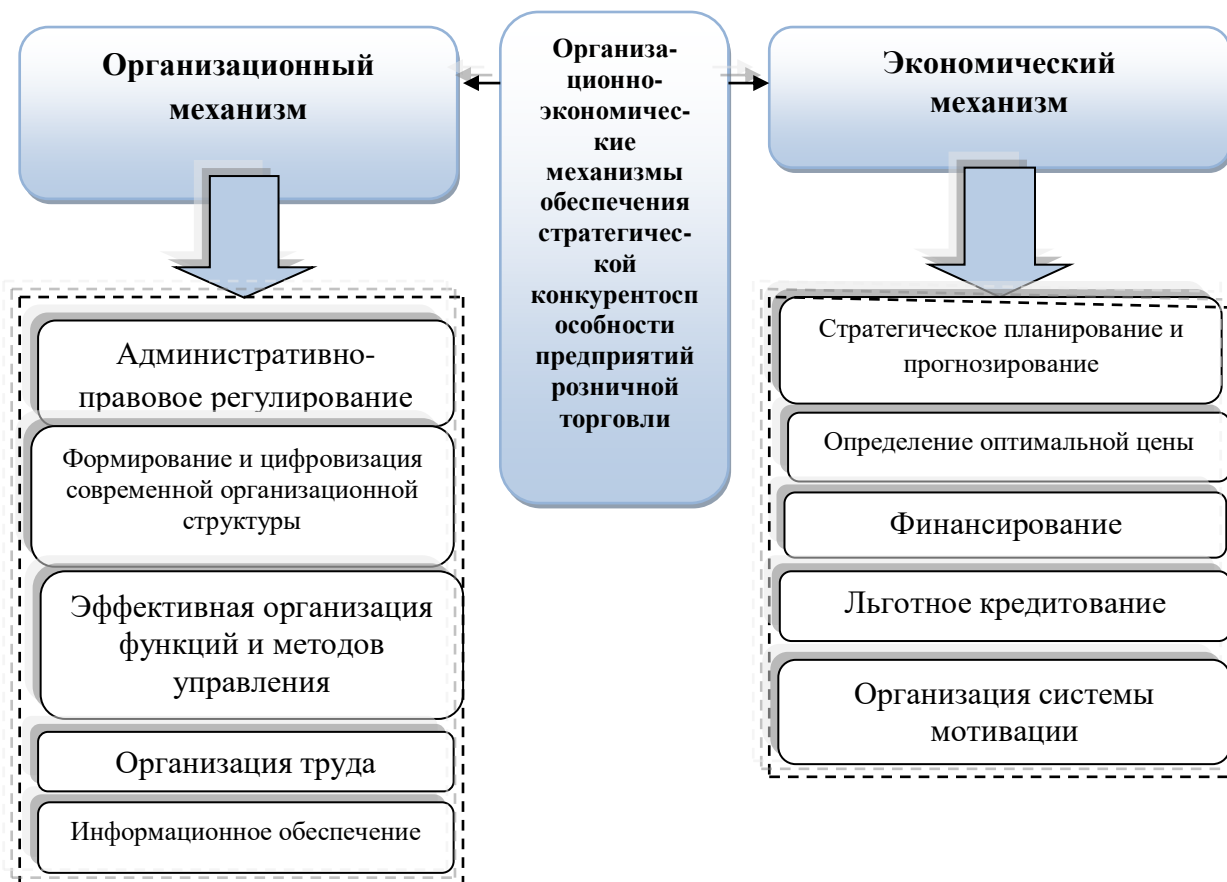 Организационный
механизм
Организа-
ционно-
экономичес-
кие
механизмы
обеспечения
стратегичес-
кой
конкурентосп
особности
предприятий
розничной
торговли
Экономический
механизм
Административно-
правовое регулирование
Формирование и цифровизация
современной организационной
структуры
Эффективная организация
функций и методов
управления
Организация труда
Информационное обеспечение
Стратегическое планирование и
прогнозирование
Определение оптимальной цены
Финансирование
Льготное кредитование
Организация системы
мотивации